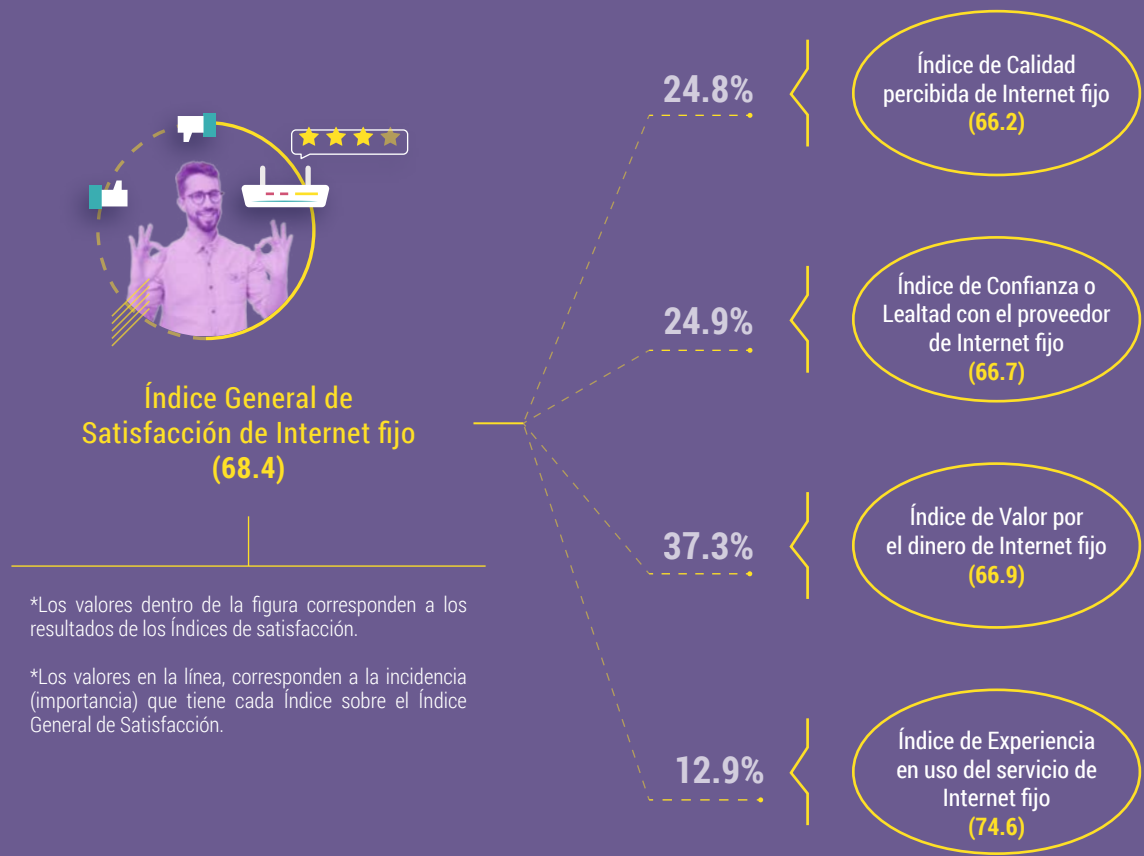 24.8%
Índice de Calidad
percibida de Internet fijo
(66.2)
24.9%
Índice de Confianza o
Lealtad con el proveedor
de Internet fijo
(66.7)
Índice General de
Satisfacción de Internet fijo
(68.4)
37.3%
Índice de Valor por
el dinero de Internet fijo
(66.9)
*Los valores dentro de la figura corresponden a los
resultados de los Índices de satisfacción.
*Los valores en la línea, corresponden a la incidencia
(importancia) que tiene cada Índice sobre el Índice
General de Satisfacción.
12.9%
Índice de Experiencia
en uso del servicio de
Internet fijo
(74.6)